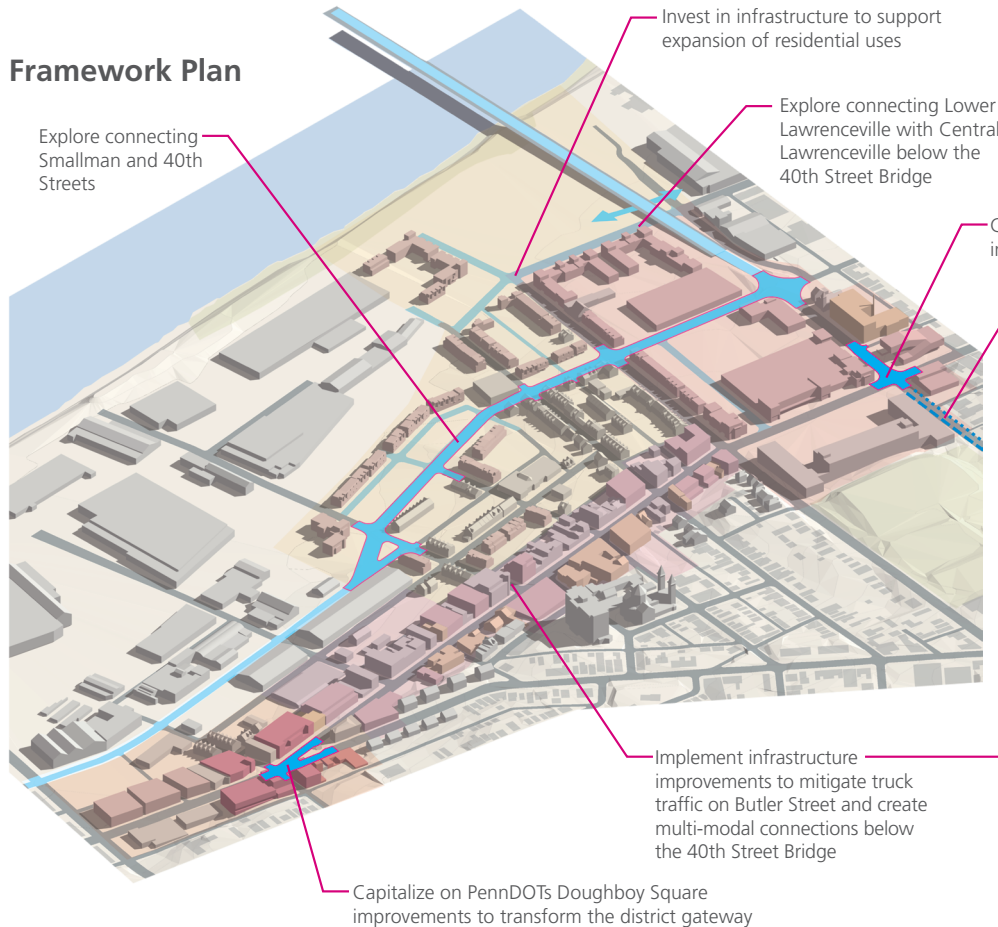 Framework Plan
Invest in infrastructure to support
expansion of residential uses
Explore connecting
Smallman and 40th
Streets
Explore connecting Lower
Lawrenceville with Central
Lawrenceville below the
40th Street Bridge
in
Implement infrastructure
improvements to mitigate truck
traffic on Butler Street and create
multi-modal connections below
the 40th Street Bridge
Capitalize on PennDOTs Doughboy Square
improvements to transform the district gateway